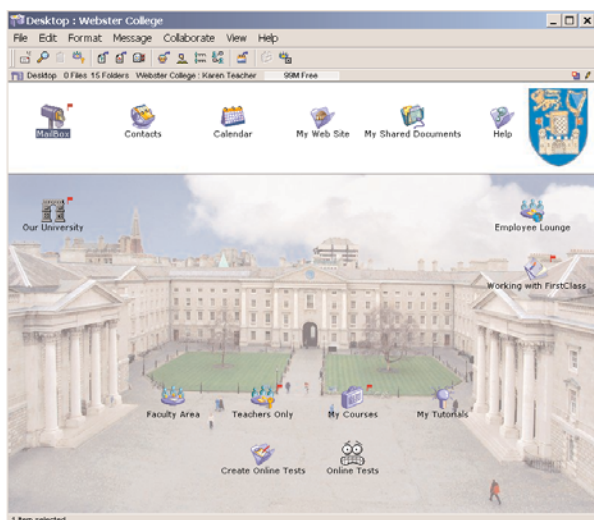 Desktop : Webster College
File Edit Format Message Collaborate View Help
Desktop 0 Files 15 Folders Webster College : Karen Teacher 99M Free
MailBox Contacts Calendar My Web Site My Shared Documents Help
Our University Employee Lounge
Working with FirstClass
Faculty Area Teachers Only My Courses My Tutorials
Create Online Tests Online Tests
1 Item selected